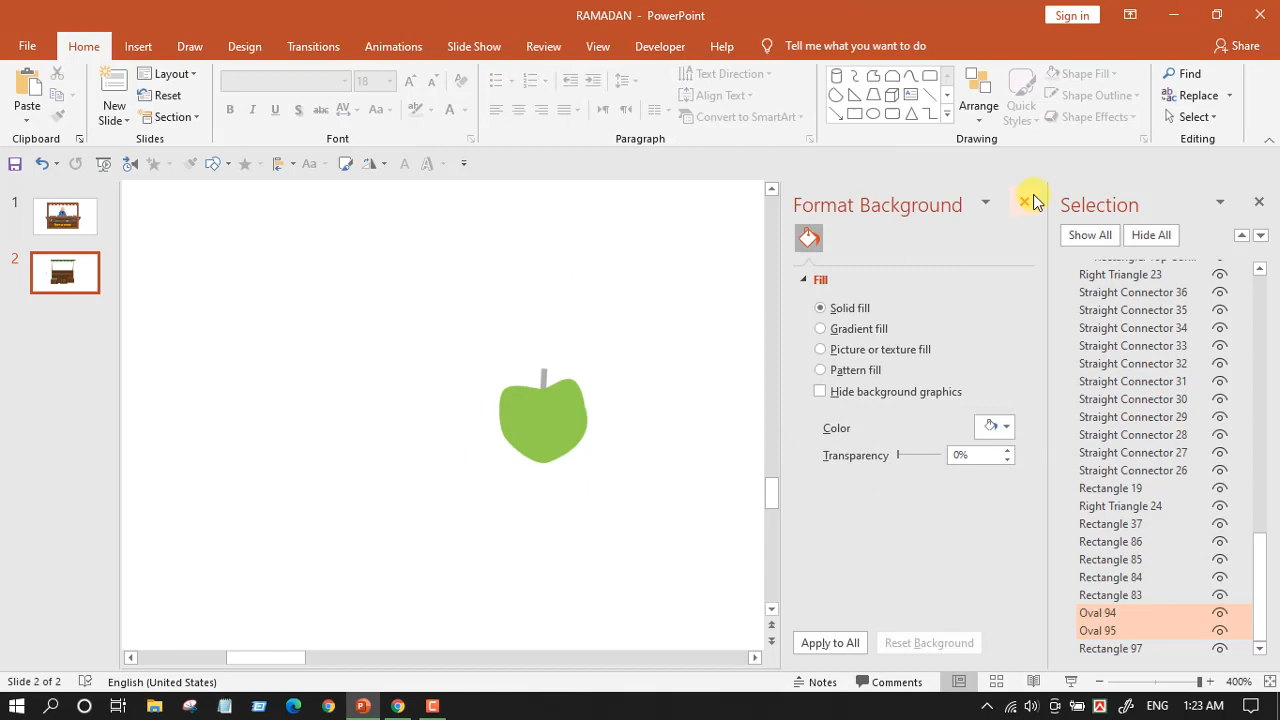 RAMADAN - PowerPoint
Sign in
File Home Insert Draw Design Transitions Animations Slide Show Review View Developer Help Tell me what you want to do Share
Paste
Clipboard
New Slide
Layout
Reset
Section
Slides
18
B I U S abc AV Aa A A A
Font
Text Direction
Align Text
Convert to SmartArt
Paragraph
Arrange
Quick Styles
Shape Fill
Shape Outline
Shape Effects
Drawing
Find
Replace
Select
Editing
1
2
Format Background
Fill
Solid fill
Gradient fill
Picture or texture fill
Pattern fill
Hide background graphics
Color
Transparency 0%
Apply to All Reset Background
Selection
Show All Hide All
Right Triangle 23
Straight Connector 36
Straight Connector 35
Straight Connector 34
Straight Connector 33
Straight Connector 32
Straight Connector 31
Straight Connector 30
Straight Connector 29
Straight Connector 28
Straight Connector 27
Straight Connector 26
Rectangle 19
Right Triangle 24
Rectangle 37
Rectangle 86
Rectangle 85
Rectangle 84
Rectangle 83
Oval 94
Oval 95
Rectangle 97
Slide 2 of 2 English (United States) Notes Comments 400%
1:23 AM